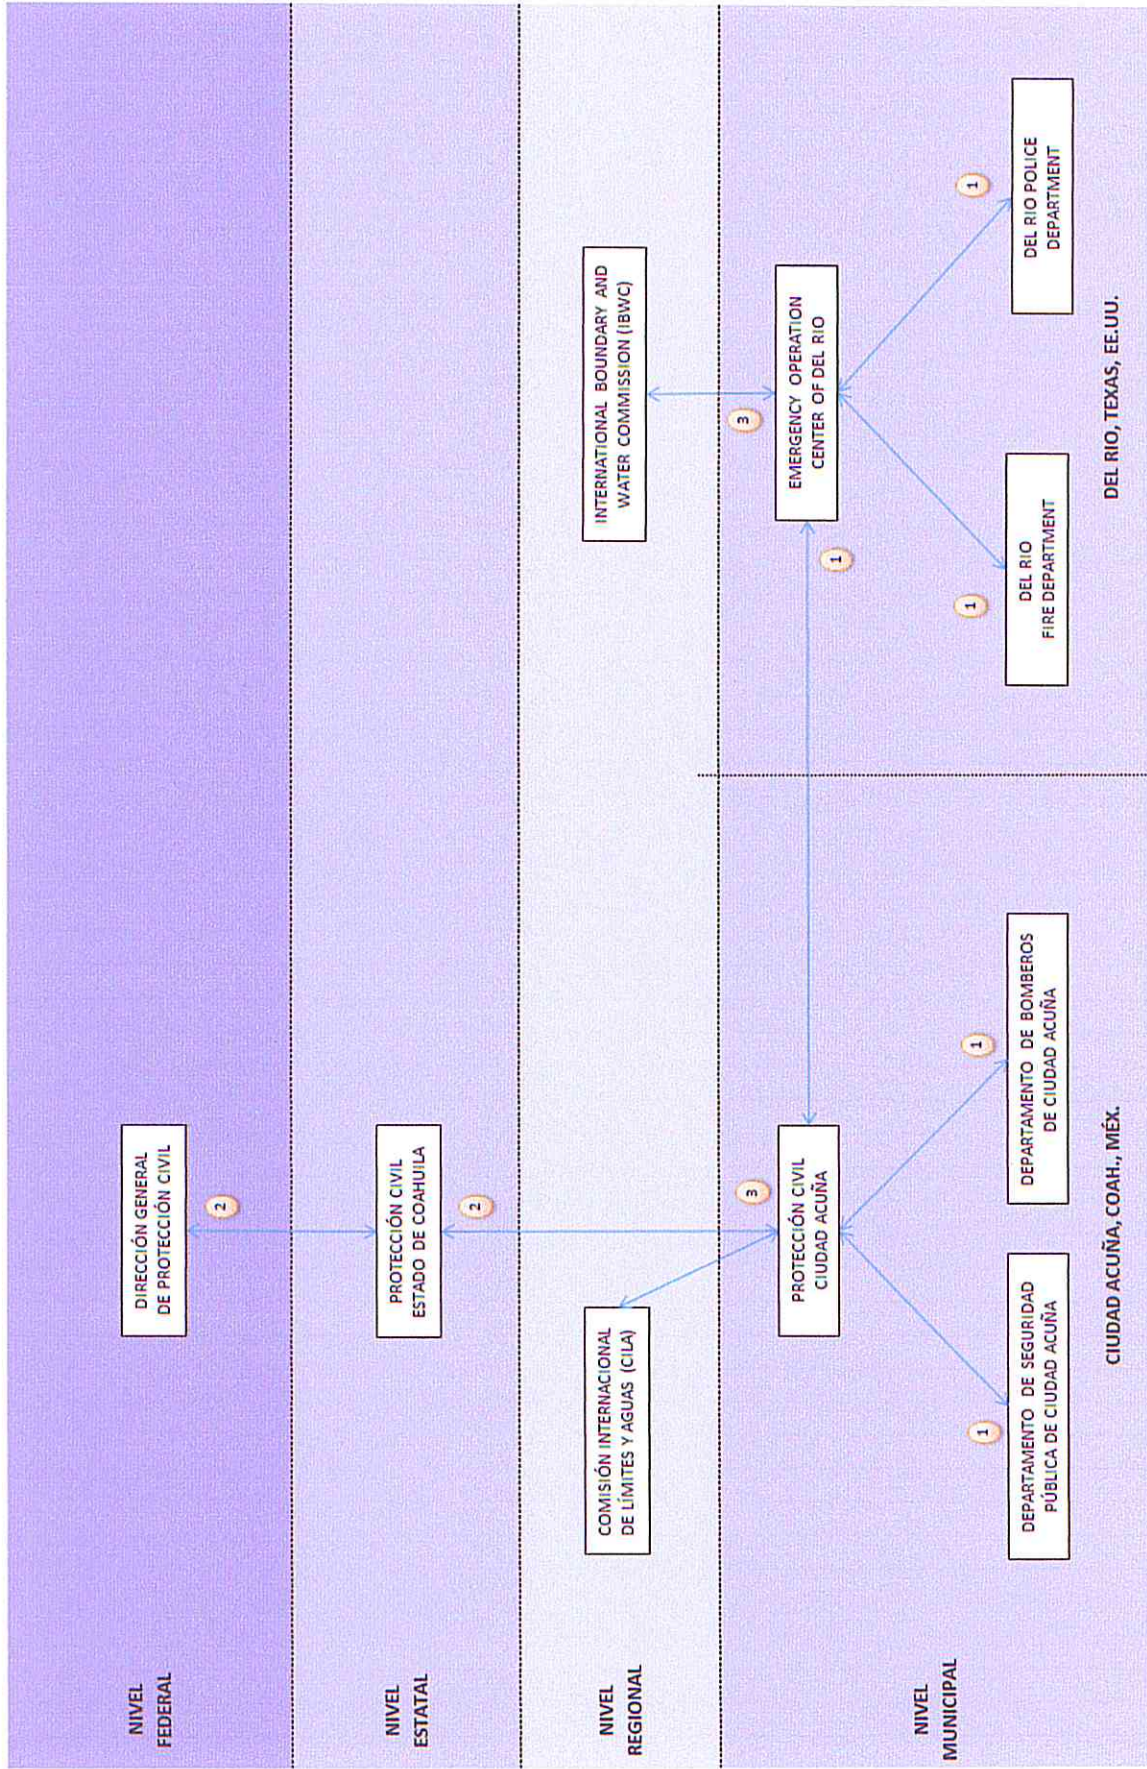 NIVEL
FEDERAL
DIRECCIÓN GENERAL
DE PROTECCIÓN CIVIL
2
NIVEL
ESTATAL
PROTECCIÓN CIVIL
ESTADO DE COAHUILA
2
NIVEL
REGIONAL
COMISIÓN INTERNACIONAL
DE LÍMITES Y AGUAS (CILA)
INTERNATIONAL BOUNDARY AND
WATER COMMISSION (IBWC)
3
3
NIVEL
MUNICIPAL
PROTECCIÓN CIVIL
CIUDAD ACUÑA
1
EMERGENCY OPERATION
CENTER OF DEL RIO
1
1
1
1
DEPARTAMENTO DE SEGURIDAD
PÚBLICA DE CIUDAD ACUÑA
DEPARTAMENTO DE BOMBEROS
DE CIUDAD ACUÑA
DEL RIO
FIRE DEPARTMENT
DEL RIO POLICE
DEPARTMENT
CIUDAD ACUÑA, COAH., MÉX.
DEL RIO, TEXAS, EE.UU.